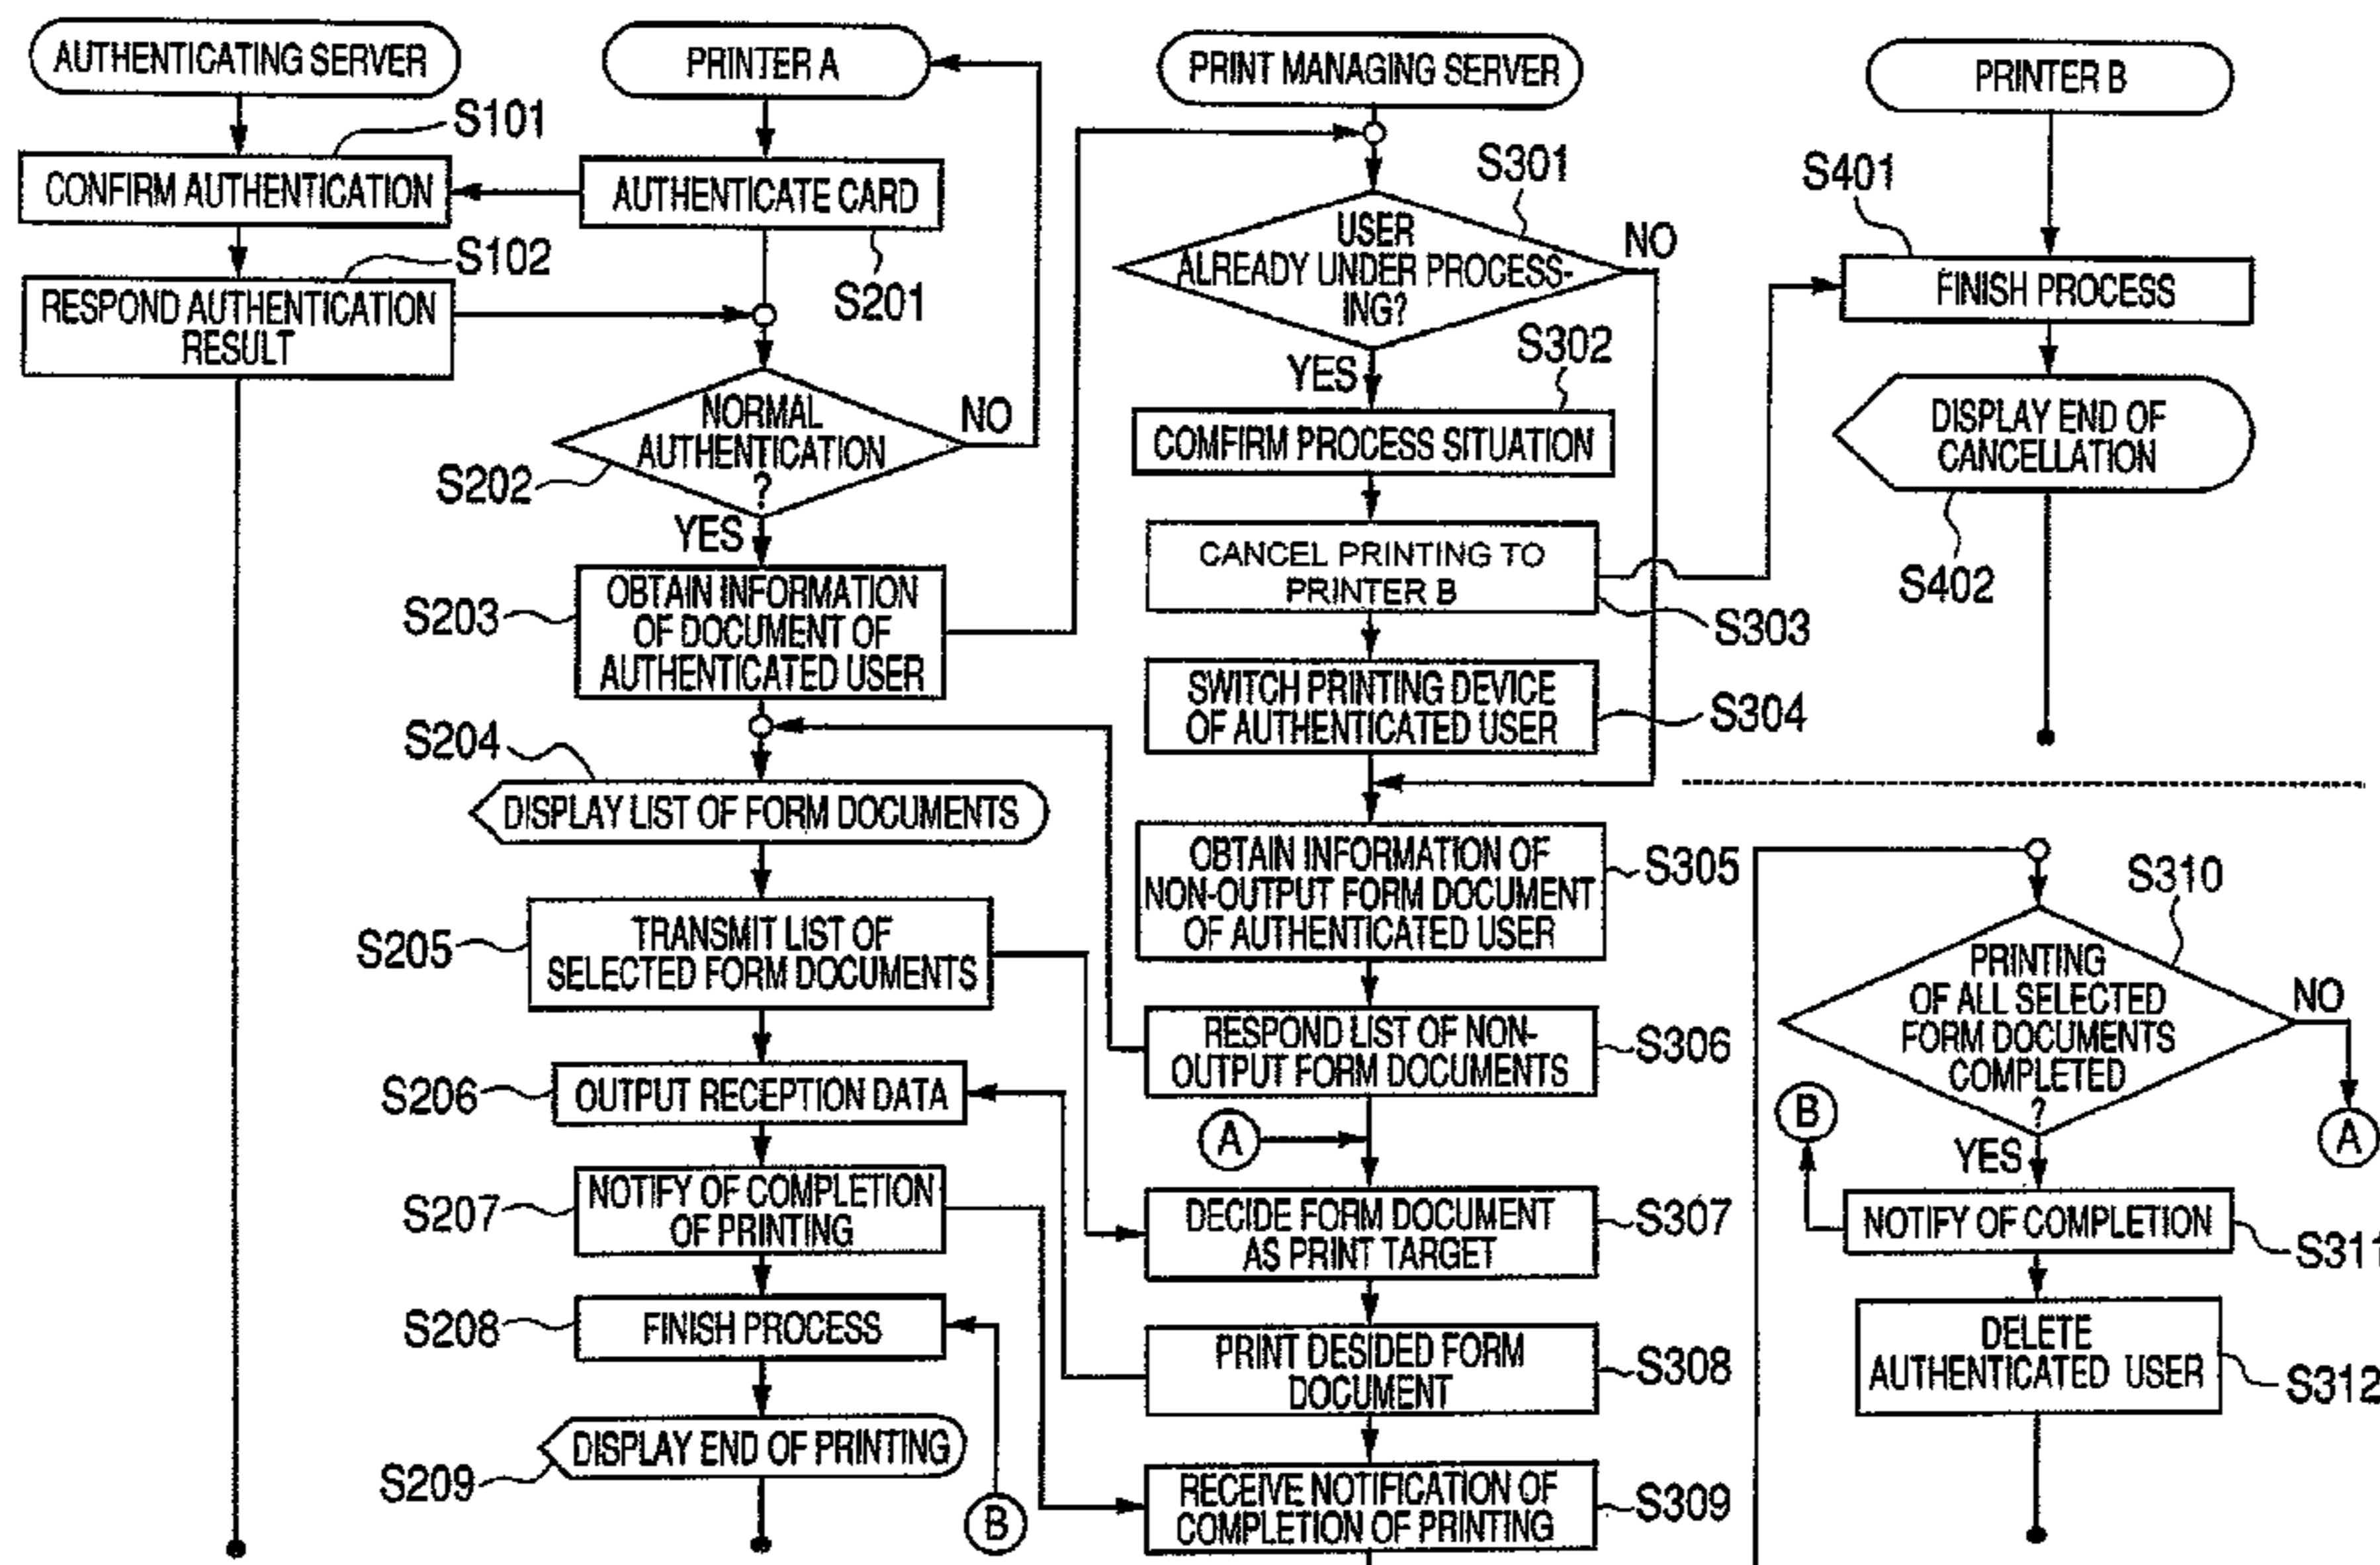 AUTHENTICATING SERVER
S101
CONFIRM AUTHENTICATION
S102
RESPOND AUTHENTICATION
RESULT
PRINTER A
AUTHENTICATE CARD
S201
NORMAL
AUTHENTICATION
?
NO
S202
YES
S203
OBTAIN INFORMATION
OF DOCUMENT OF
AUTHENTICATED USER
S204
DISPLAY LIST OF FORM DOCUMENTS
S205
TRANSMIT LIST OF
SELECTED FORM DOCUMENTS
S206
OUTPUT RECEPTION DATA
S207
NOTIFY OF COMPLETION
OF PRINTING
S208
FINISH PROCESS
S209
DISPLAY END OF PRINTING
B
PRINT MANAGING SERVER
S301
USER
ALREADY UNDER PROCESS-
ING?
NO
YES
S302
COMFIRM PROCESS SITUATION
CANCEL PRINTING TO
PRINTER B
S303
SWITCH PRINTING DEVICE
OF AUTHENTICATED USER
S304
OBTAIN INFORMATION OF
NON-OUTPUT FORM DOCUMENT
OF AUTHENTICATED USER
S305
RESPOND LIST OF NON-
OUTPUT FORM DOCUMENTS
S306
A
DECIDE FORM DOCUMENT
AS PRINT TARGET
S307
PRINT DESIDED FORM
DOCUMENT
S308
RECEIVE NOTIFICATION OF
COMPLETION OF PRINTING
S309
PRINTER B
S401
FINISH PROCESS
DISPLAY END OF
CANCELLATION
S402
S310
PRINTING
OF ALL SELECTED
FORM DOCUMENTS
COMPLETED
?
NO
A
B
YES
NOTIFY OF COMPLETION
S311
DELETE
AUTHENTICATED USER
S312